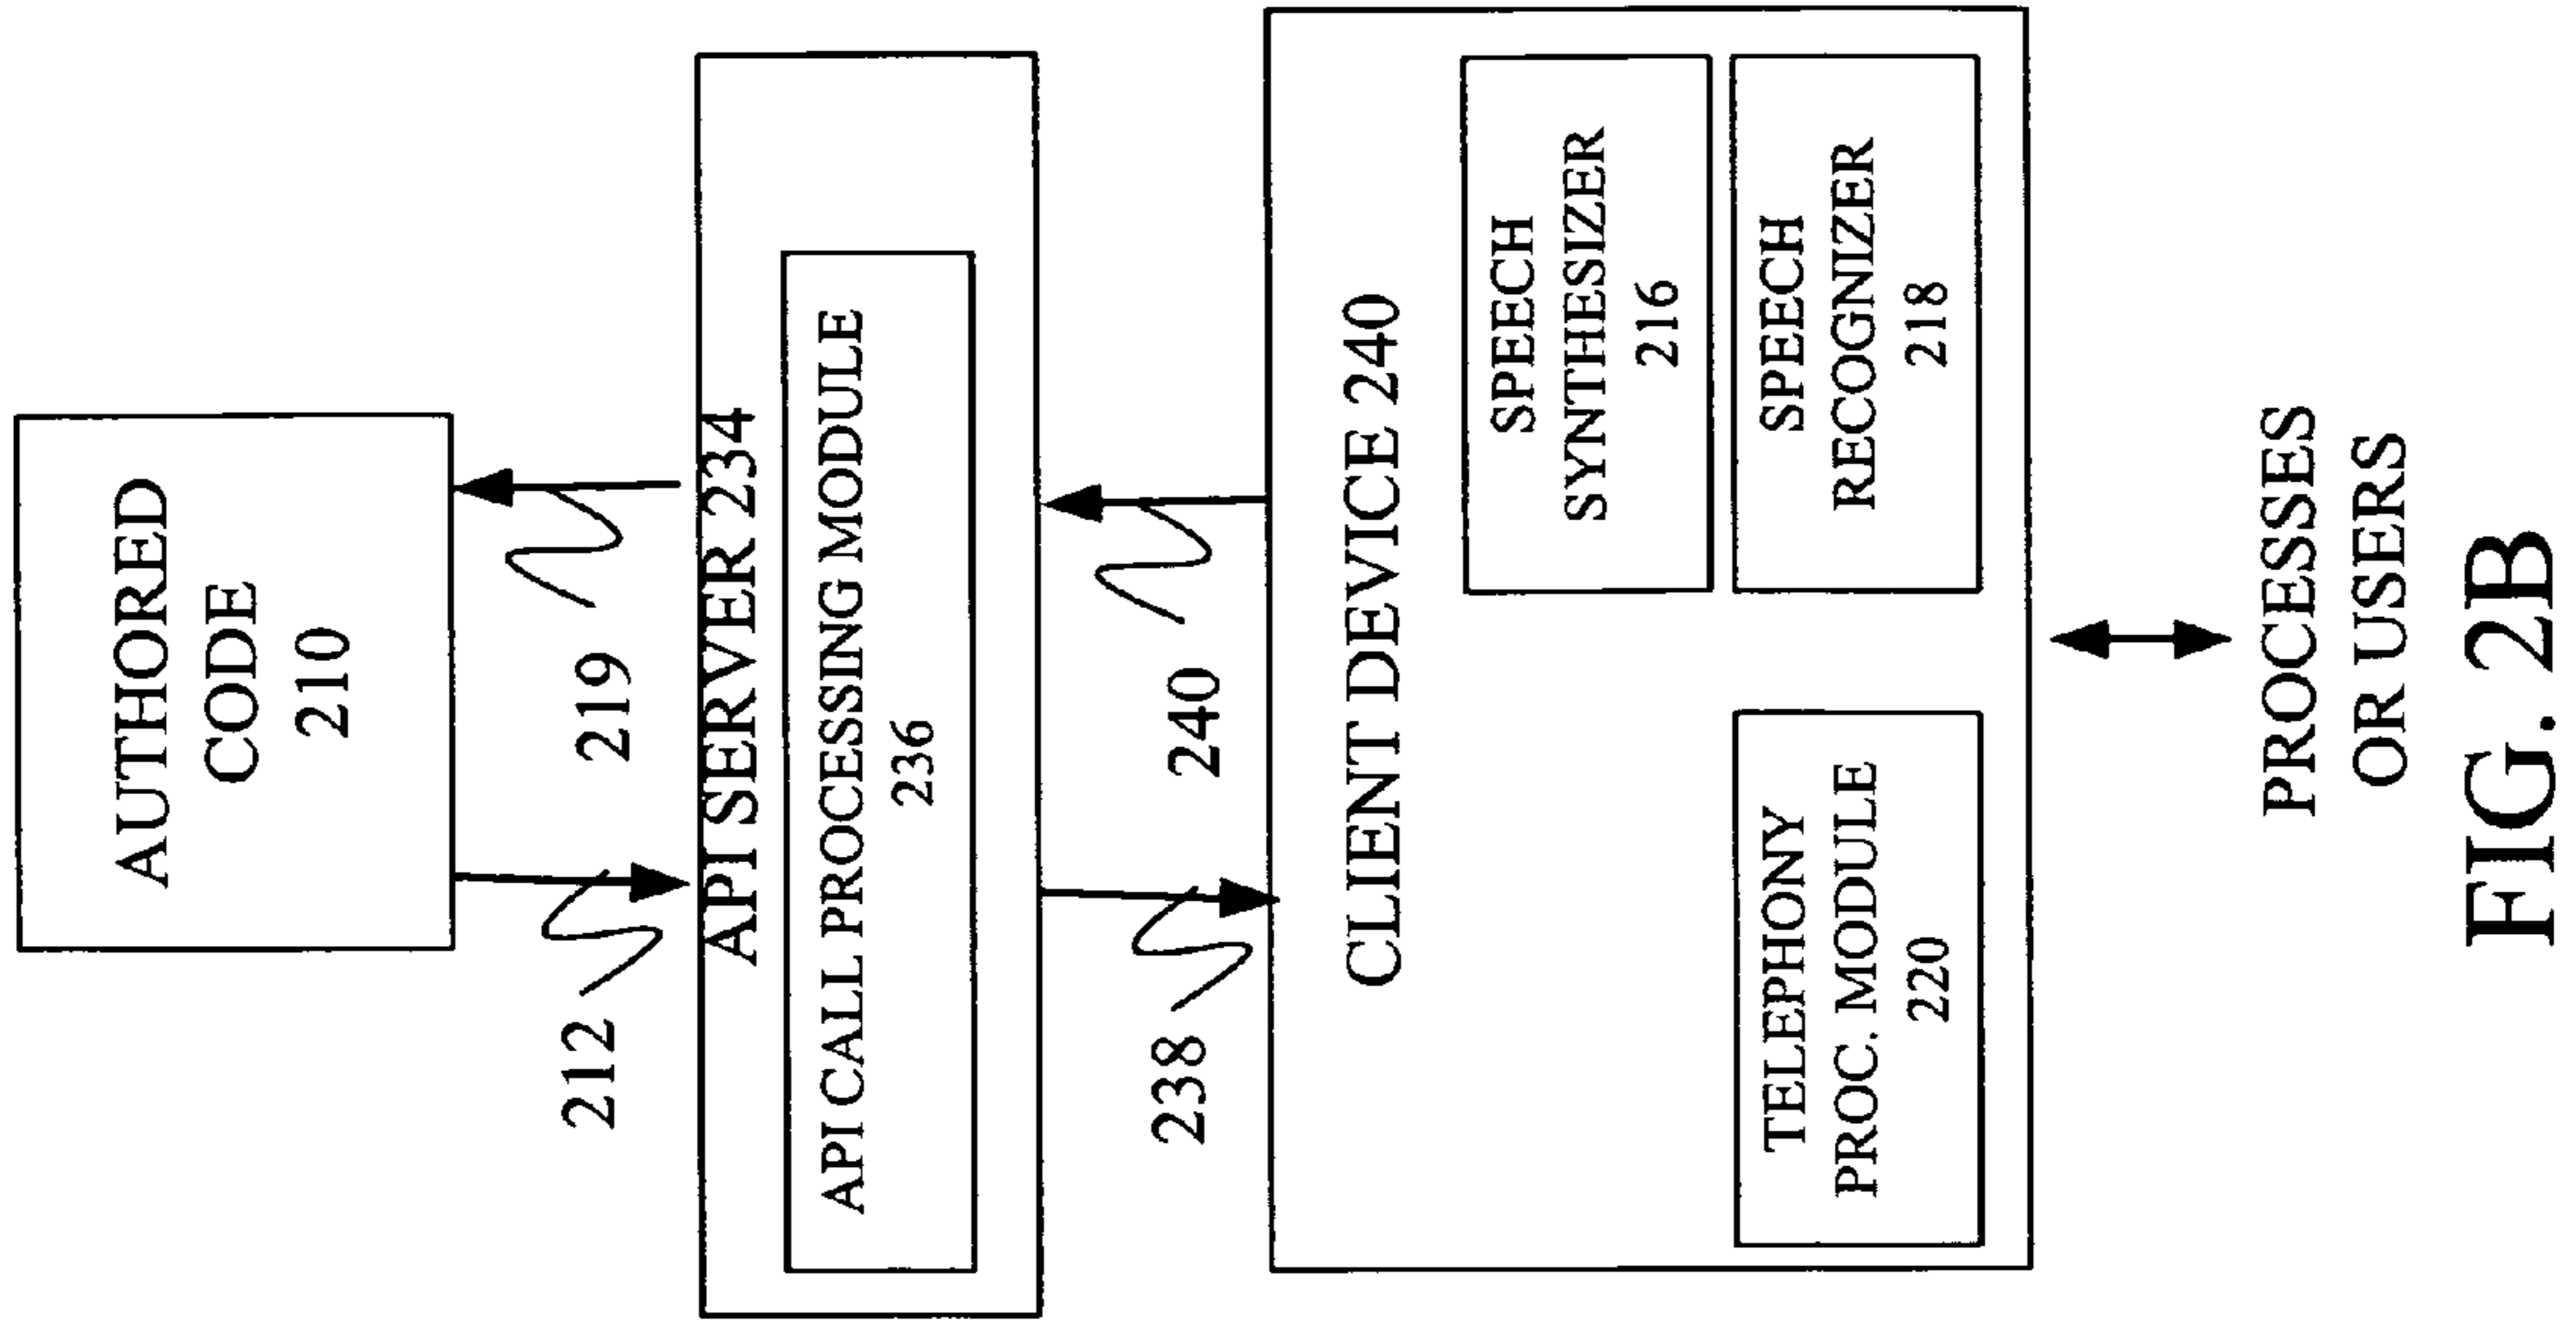 AUTHORED
CODE
210
212
219
API SERVER 234
API CALL PROCESSING MODULE
236
238
240
CLIENT DEVICE 240
SPEECH
SYNTHESIZER
216
TELEPHONY
PROC. MODULE
220
SPEECH
RECOGNIZER
218
PROCESSES
OR USERS
FIG. 2B